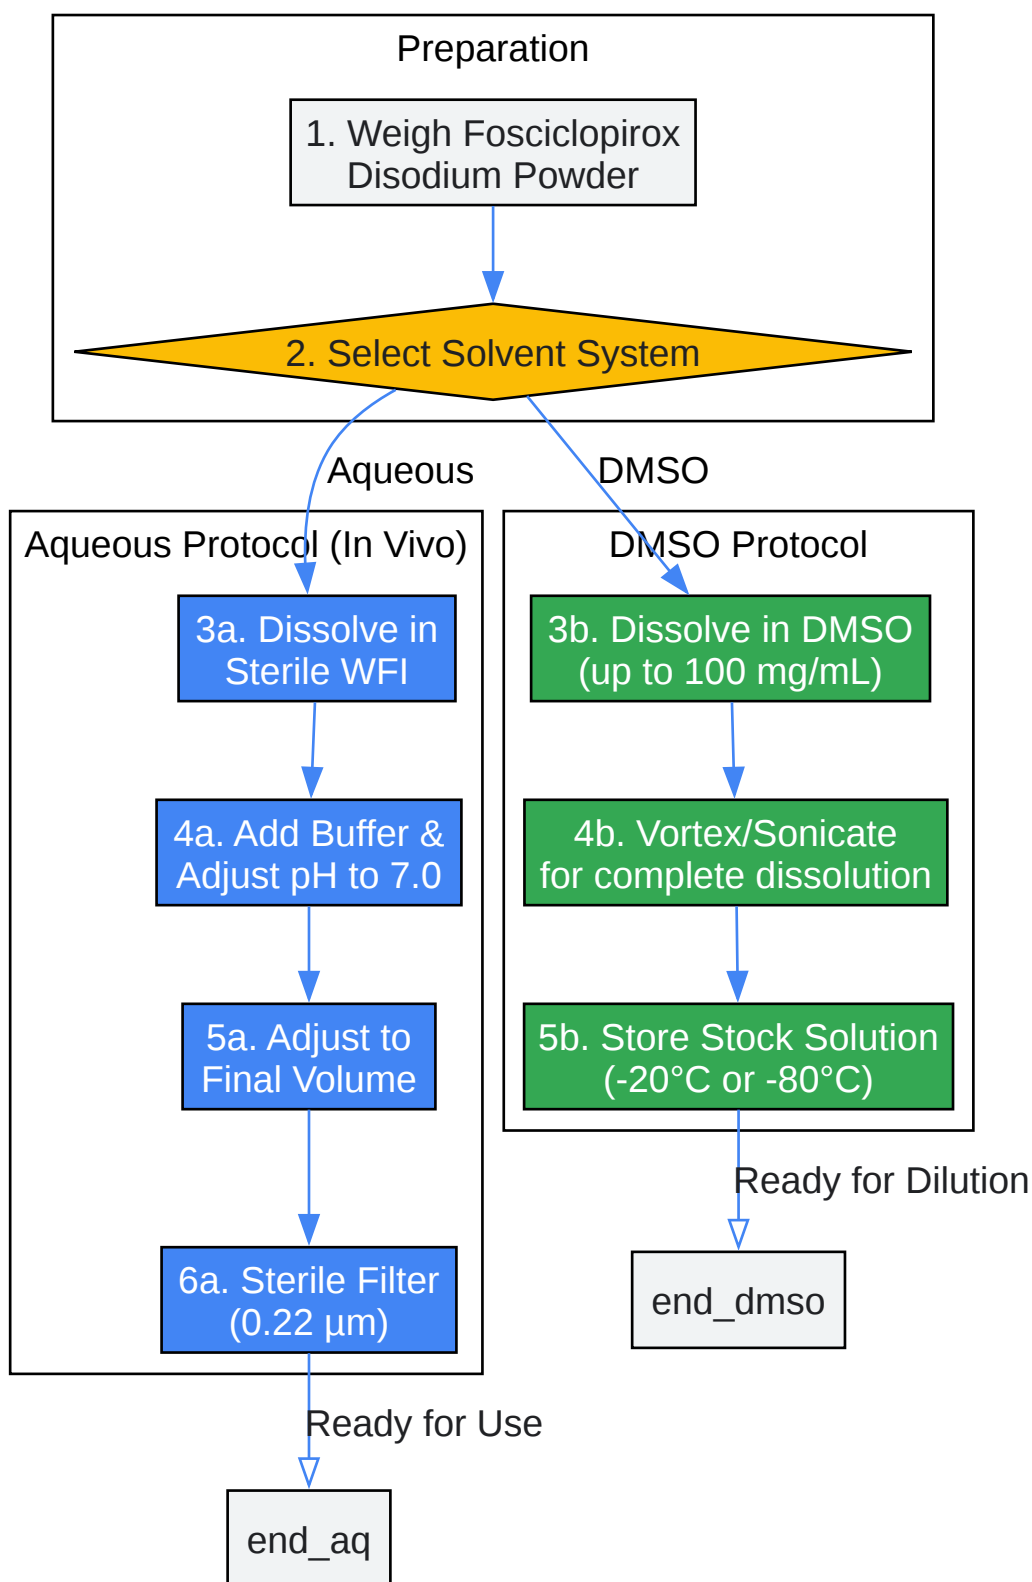 Preparation
1. Weigh Fosciclopirox
Disodium Powder
2. Select Solvent System
Aqueous
DMSO
Aqueous Protocol (In Vivo)
3a. Dissolve in
Sterile WFI
4a. Add Buffer &
Adjust pH to 7.0
5a. Adjust to
Final Volume
6a. Sterile Filter
(0.22 µm)
Ready for Use
end_aq
DMSO Protocol
3b. Dissolve in DMSO
(up to 100 mg/mL)
4b. Vortex/Sonicate
for complete dissolution
5b. Store Stock Solution
(-20°C or -80°C)
Ready for Dilution
end_dmso